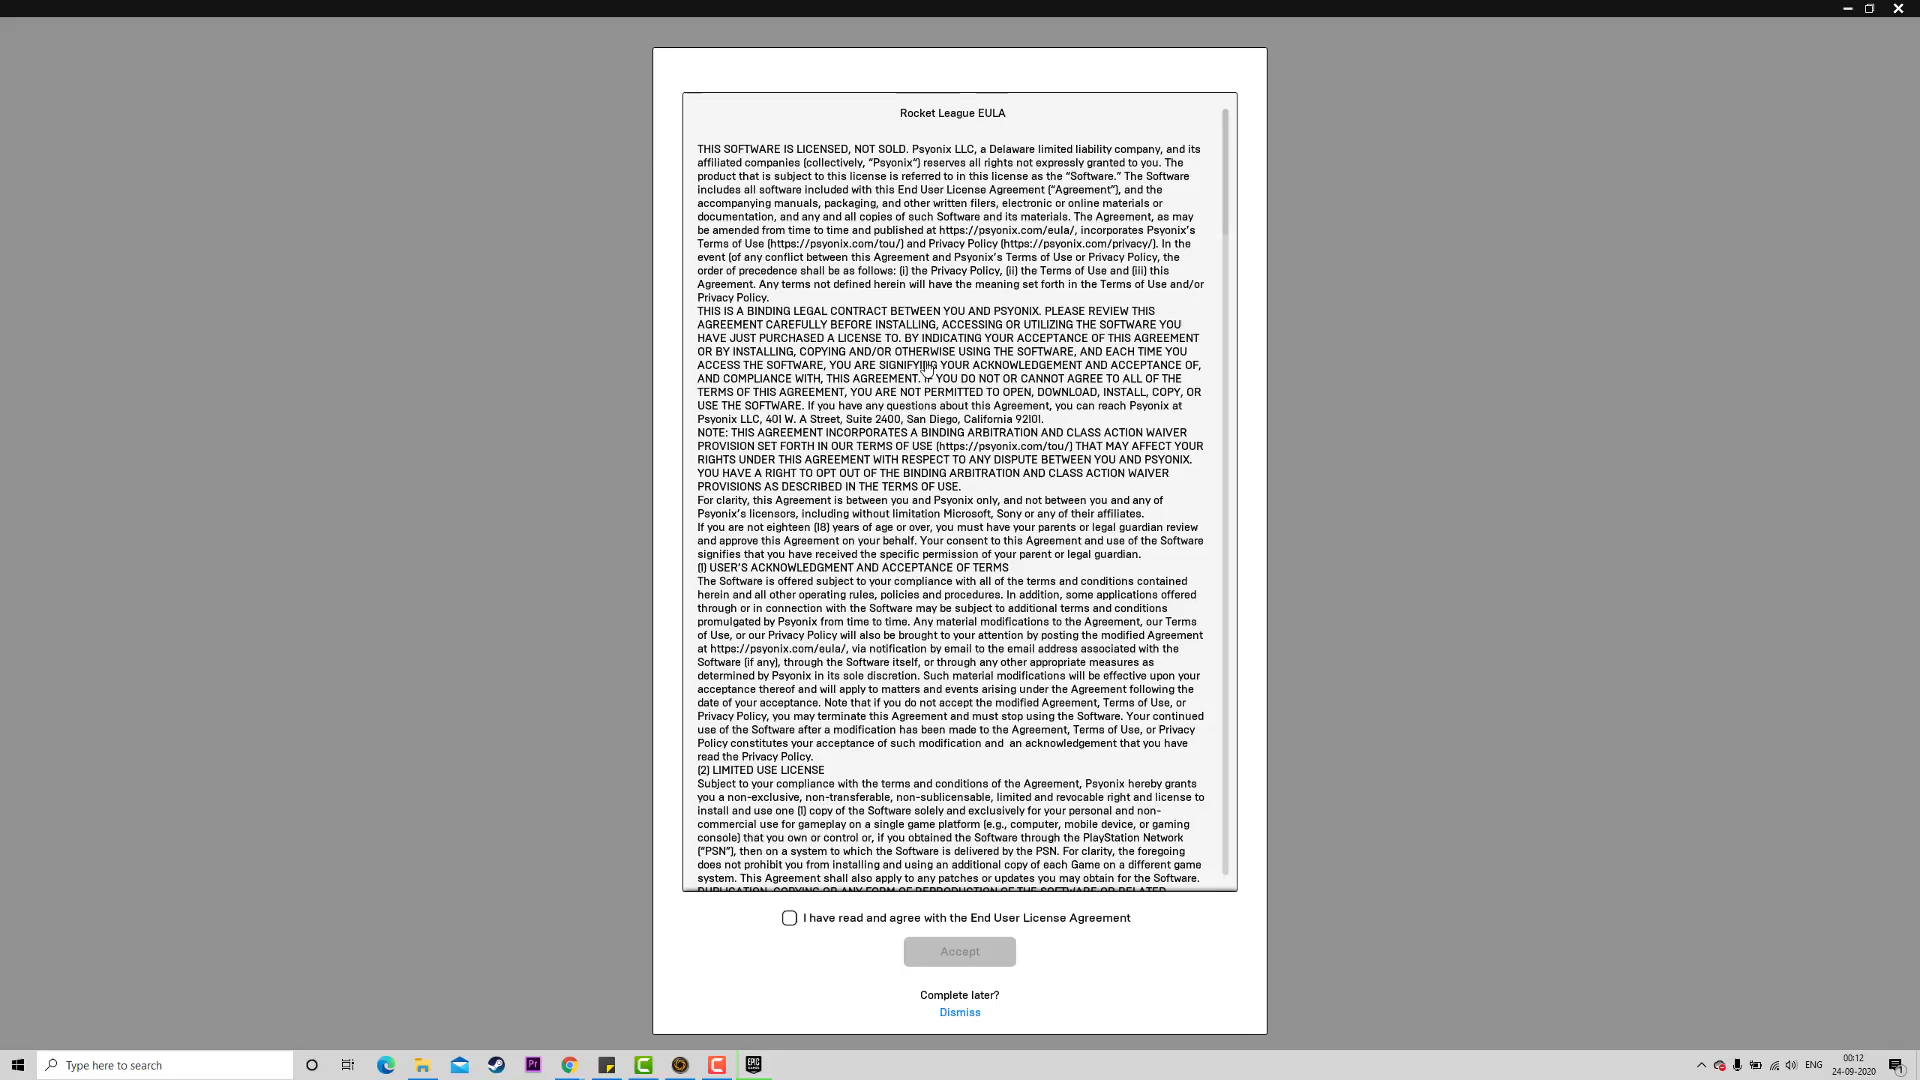 Rocket League EULA
THIS SOFTWARE IS LICENSED, NOT SOLD. Psyonix LLC, a Delaware limited liability company, and its
affiliated companies (collectively, “Psyonix”) reserves all rights not expressly granted to you. The
product that is subject to this license is referred to in this license as the “Software.” The Software
includes all software included with this End User License Agreement (“Agreement”), and the
accompanying manuals, packaging, and other written filers, electronic or online materials or
documentation, and any and all copies of such Software and its materials. The Agreement, as may
be amended from time to time and published at https://psyonix.com/eula/, incorporates Psyonix’s
Terms of Use (https://psyonix.com/tou/) and Privacy Policy (https://psyonix.com/privacy/). In the
event (of any conflict between this Agreement and Psyonix’s Terms of Use or Privacy Policy, the
order of precedence shall be as follows: (i) the Privacy Policy, (ii) the Terms of Use and (iii) this
Agreement. Any terms not defined herein will have the meaning set forth in the Terms of Use and/or
Privacy Policy.
THIS IS A BINDING LEGAL CONTRACT BETWEEN YOU AND PSYONIX. PLEASE REVIEW THIS
AGREEMENT CAREFULLY BEFORE INSTALLING, ACCESSING OR UTILIZING THE SOFTWARE YOU
HAVE JUST PURCHASED A LICENSE TO. BY INDICATING YOUR ACCEPTANCE OF THIS AGREEMENT
OR BY INSTALLING, COPYING AND/OR OTHERWISE USING THE SOFTWARE, AND EACH TIME YOU
ACCESS THE SOFTWARE, YOU ARE SIGNIFYING YOUR ACKNOWLEDGEMENT AND ACCEPTANCE OF,
AND COMPLIANCE WITH, THIS AGREEMENT. IF YOU DO NOT OR CANNOT AGREE TO ALL OF THE
TERMS OF THIS AGREEMENT, YOU ARE NOT PERMITTED TO OPEN, DOWNLOAD, INSTALL, COPY, OR
USE THE SOFTWARE. If you have any questions about this Agreement, you can reach Psyonix at
Psyonix LLC, 401 W. A Street, Suite 2400, San Diego, California 92101.
NOTE: THIS AGREEMENT INCORPORATES A BINDING ARBITRATION AND CLASS ACTION WAIVER
PROVISION SET FORTH IN OUR TERMS OF USE (https://psyonix.com/tou/) THAT MAY AFFECT YOUR
RIGHTS UNDER THIS AGREEMENT WITH RESPECT TO ANY DISPUTE BETWEEN YOU AND PSYONIX.
YOU HAVE A RIGHT TO OPT OUT OF THE BINDING ARBITRATION AND CLASS ACTION WAIVER
PROVISIONS AS DESCRIBED IN THE TERMS OF USE.
For clarity, this Agreement is between you and Psyonix only, and not between you and any of
Psyonix’s licensors, including without limitation Microsoft, Sony or any of their affiliates.
If you are not eighteen (18) years of age or over, you must have your parents or legal guardian review
and approve this Agreement on your behalf. Your consent to this Agreement and use of the Software
signifies that you have received the specific permission of your parent or legal guardian.
(1) USER’S ACKNOWLEDGMENT AND ACCEPTANCE OF TERMS
The Software is offered subject to your compliance with all of the terms and conditions contained
herein and all other operating rules, policies and procedures. In addition, some applications offered
through or in connection with the Software may be subject to additional terms and conditions
promulgated by Psyonix from time to time. Any material modifications to the Agreement, our Terms
of Use, or our Privacy Policy will also be brought to your attention by posting the modified Agreement
at https://psyonix.com/eula/, via notification by email to the email address associated with the
Software (if any), through the Software itself, or through any other appropriate measures as
determined by Psyonix in its sole discretion. Such material modifications will be effective upon your
acceptance thereof and will apply to matters and events arising under the Agreement following the
date of your acceptance. Note that if you do not accept the modified Agreement, Terms of Use, or
Privacy Policy, you may terminate this Agreement and must stop using the Software. Your continued
use of the Software after a modification has been made to the Agreement, Terms of Use, or Privacy
Policy constitutes your acceptance of such modification and  an acknowledgement that you have
read the Privacy Policy.
(2) LIMITED USE LICENSE
Subject to your compliance with the terms and conditions of the Agreement, Psyonix hereby grants
you a non-exclusive, non-transferable, non-sublicensable, limited and revocable right and license to
install and use one (1) copy of the Software solely and exclusively for your personal and non-
commercial use for gameplay on a single game platform (e.g., computer, mobile device, or gaming
console) that you own or control or, if you obtained the Software through the PlayStation Network
(“PSN”), then on a system to which the Software is delivered by the PSN. For clarity, the foregoing
does not prohibit you from installing and using an additional copy of each Game on a different game
system. This Agreement shall also apply to any patches or updates you may obtain for the Software.
DUPLICATION, COPYING OR ANY FORM OF REPRODUCTION OF THE SOFTWARE OR RELATED
I have read and agree with the End User License Agreement
Accept
Complete later?
Dismiss
Type here to search
Pr
EPIC GAMES
ENG
00:12
24-09-2020
1